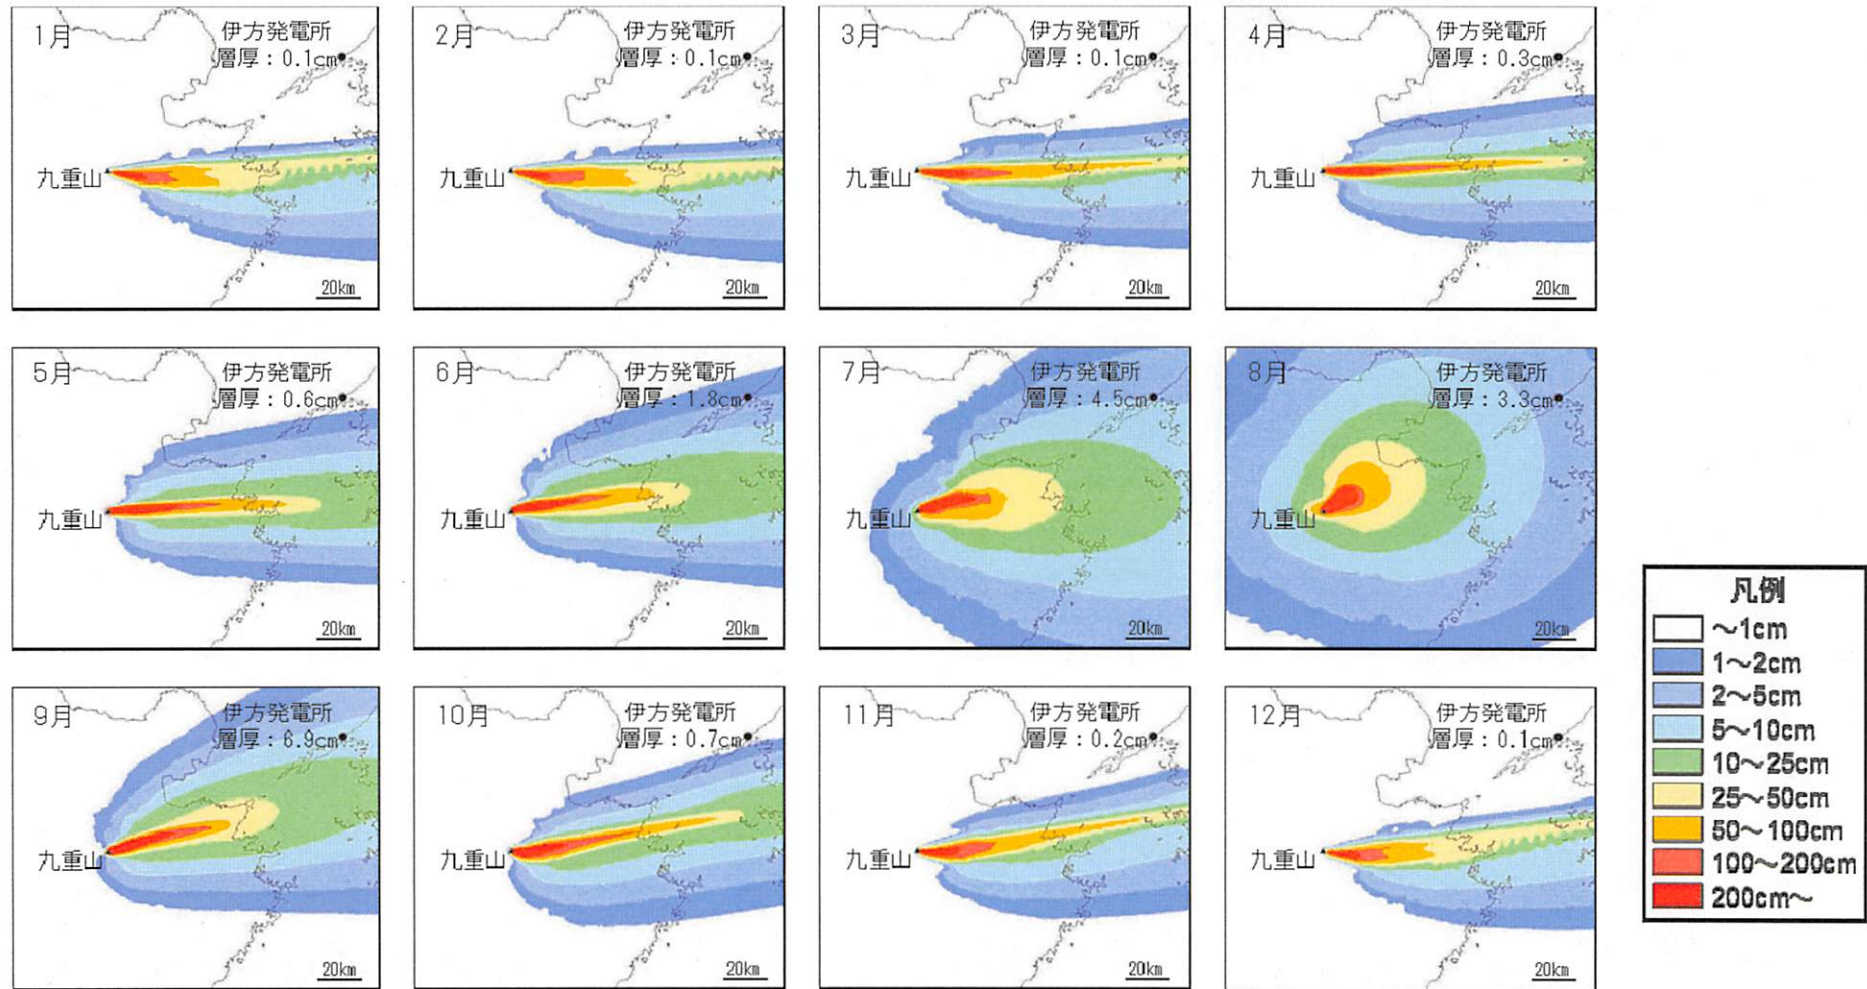 1月
伊方発電所
層厚：0.1cm
九重山
20km
2月
伊方発電所
層厚：0.1cm
九重山
20km
3月
伊方発電所
層厚：0.1cm
九重山
20km
4月
伊方発電所
層厚：0.3cm
九重山
20km
5月
伊方発電所
層厚：0.6cm
九重山
20km
6月
伊方発電所
層厚：1.8cm
九重山
20km
7月
伊方発電所
層厚：4.5cm
九重山
20km
8月
伊方発電所
層厚：3.3cm
九重山
20km
9月
伊方発電所
層厚：6.9cm
九重山
20km
10月
伊方発電所
層厚：0.7cm
九重山
20km
11月
伊方発電所
層厚：0.2cm
九重山
20km
12月
伊方発電所
層厚：0.1cm
九重山
20km
凡例
～1cm
1～2cm
2～5cm
5～10cm
10～25cm
25～50cm
50～100cm
100～200cm
200cm～